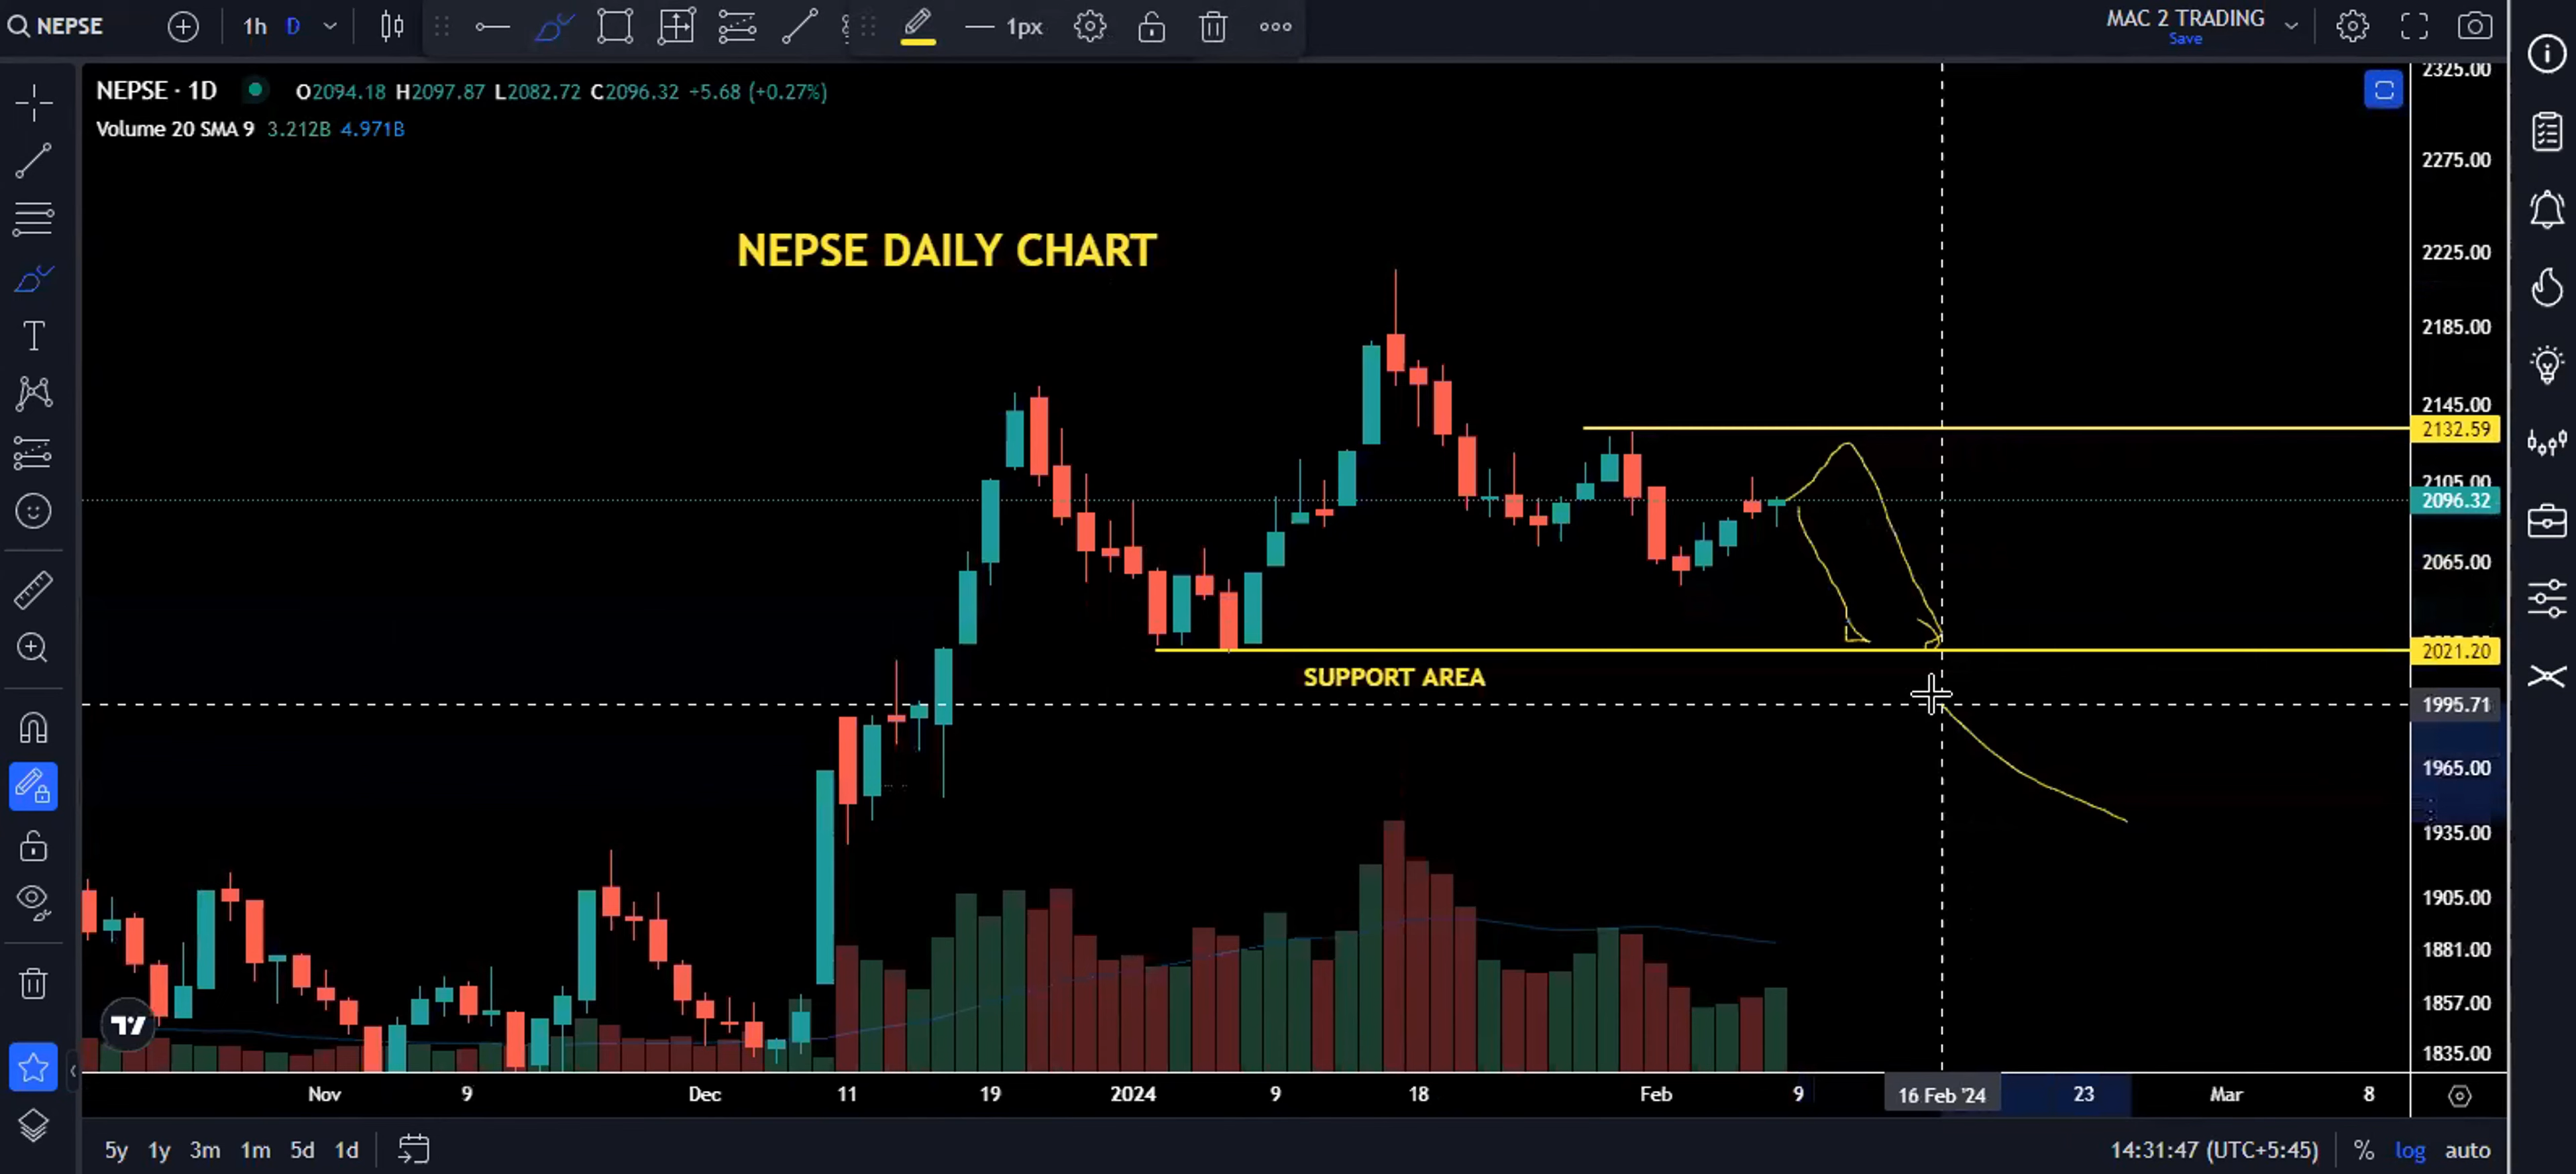 NEPSE 1h D 1px MAC 2 TRADING
Save
NEPSE · 1D O2094.18 H2097.87 L2082.72 C2096.32 +5.68 (+0.27%)
Volume 20 SMA 9 3.212B 4.971B
NEPSE DAILY CHART
SUPPORT AREA
2325.00
2275.00
2225.00
2185.00
2145.00
2132.59
2105.00
2096.32
2065.00
2021.20
1995.71
1965.00
1935.00
1905.00
1881.00
1857.00
1835.00
Nov 9 Dec 11 19 2024 9 18 Feb 9 16 Feb '24 23 Mar 8
5y 1y 3m 1m 5d 1d 14:31:47 (UTC+5:45) % log auto